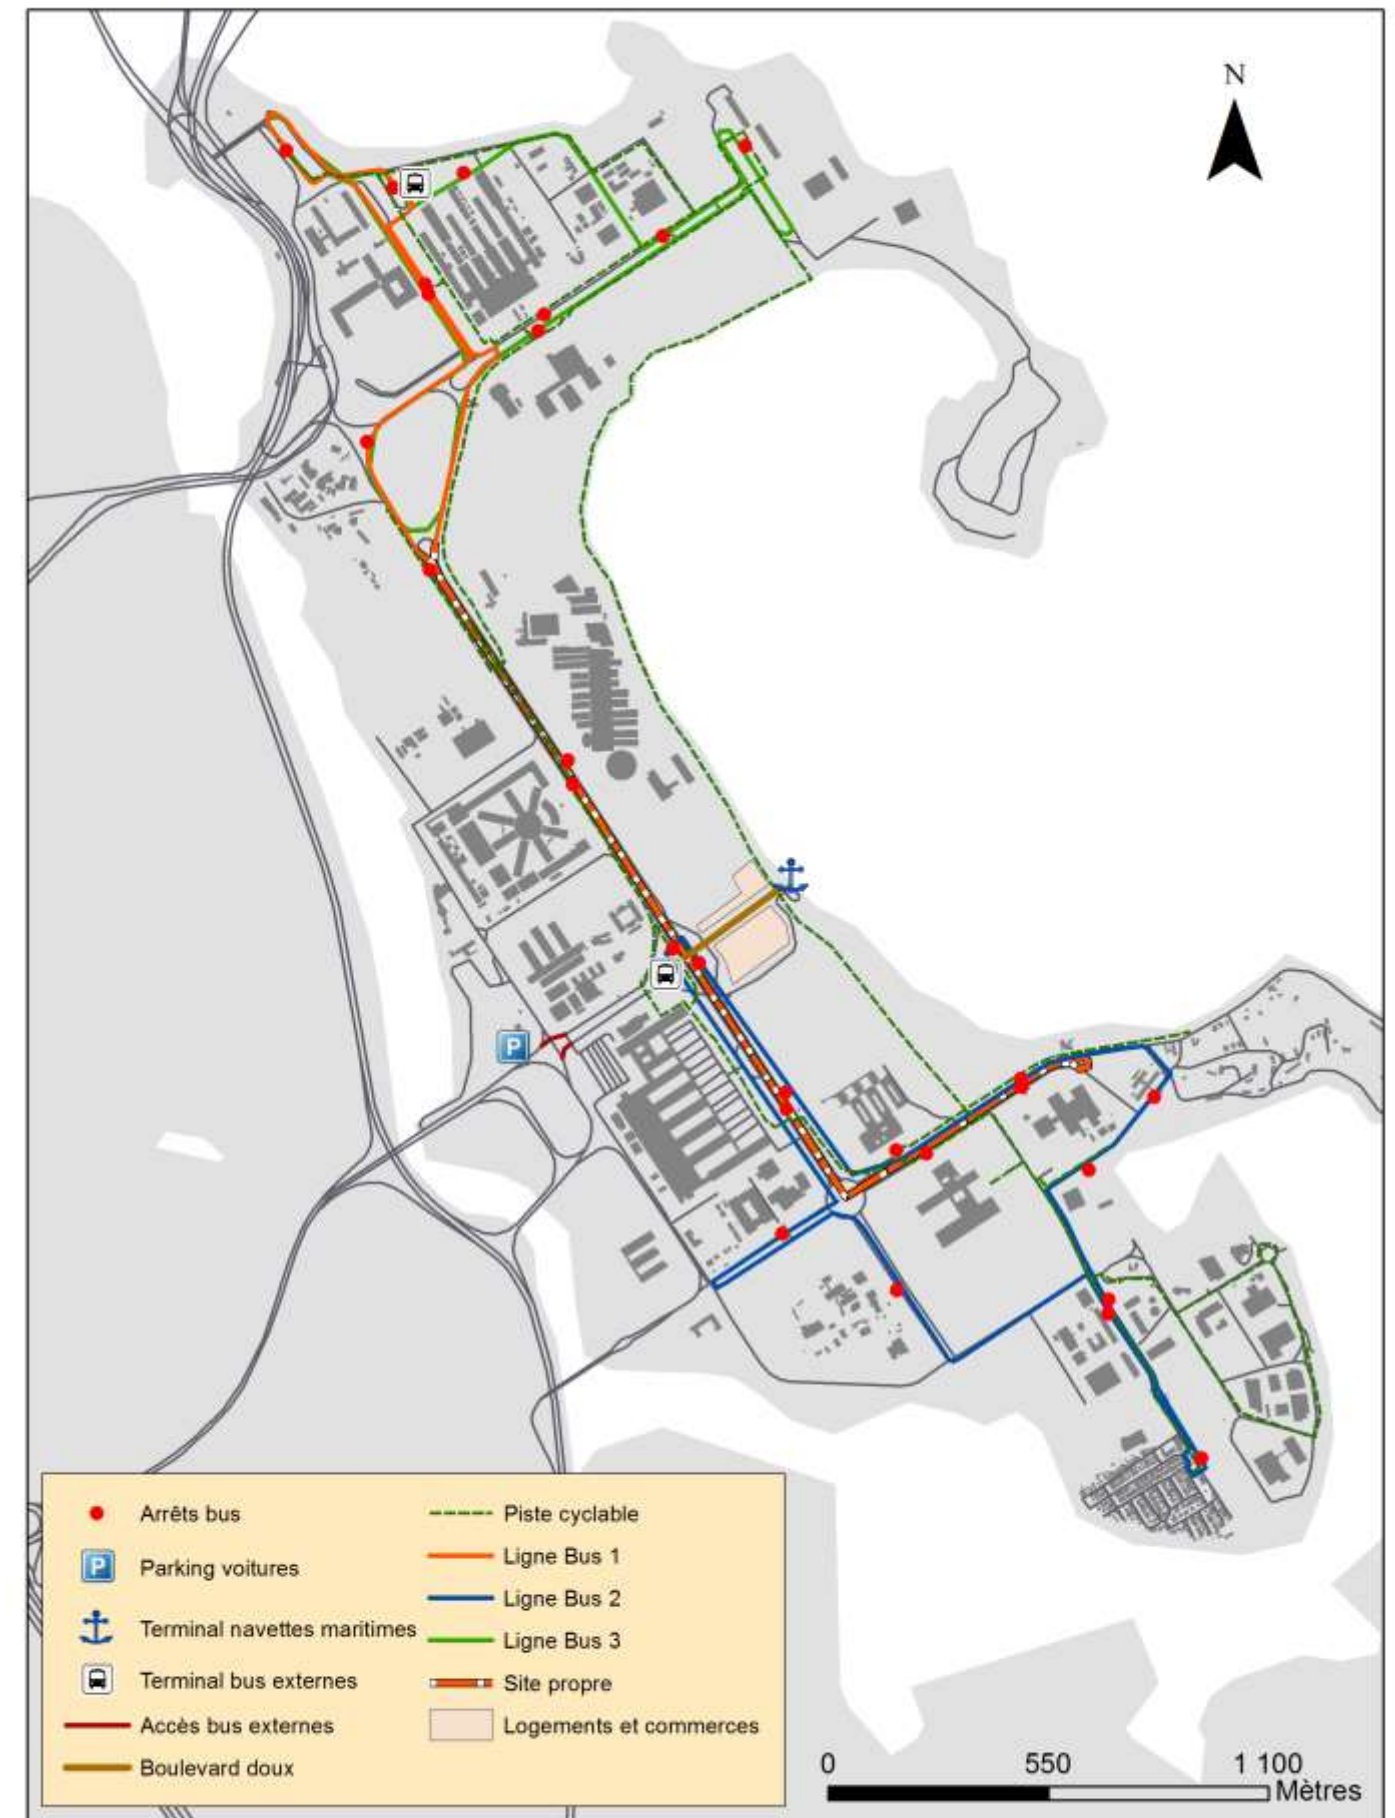 N
Arrêts bus
P
Parking voitures
Terminal navettes maritimes
Terminal bus externes
Accès bus externes
Boulevard doux
Piste cyclable
Ligne Bus 1
Ligne Bus 2
Ligne Bus 3
Site propre
Logements et commerces
P
0 550 1 100
Mètres